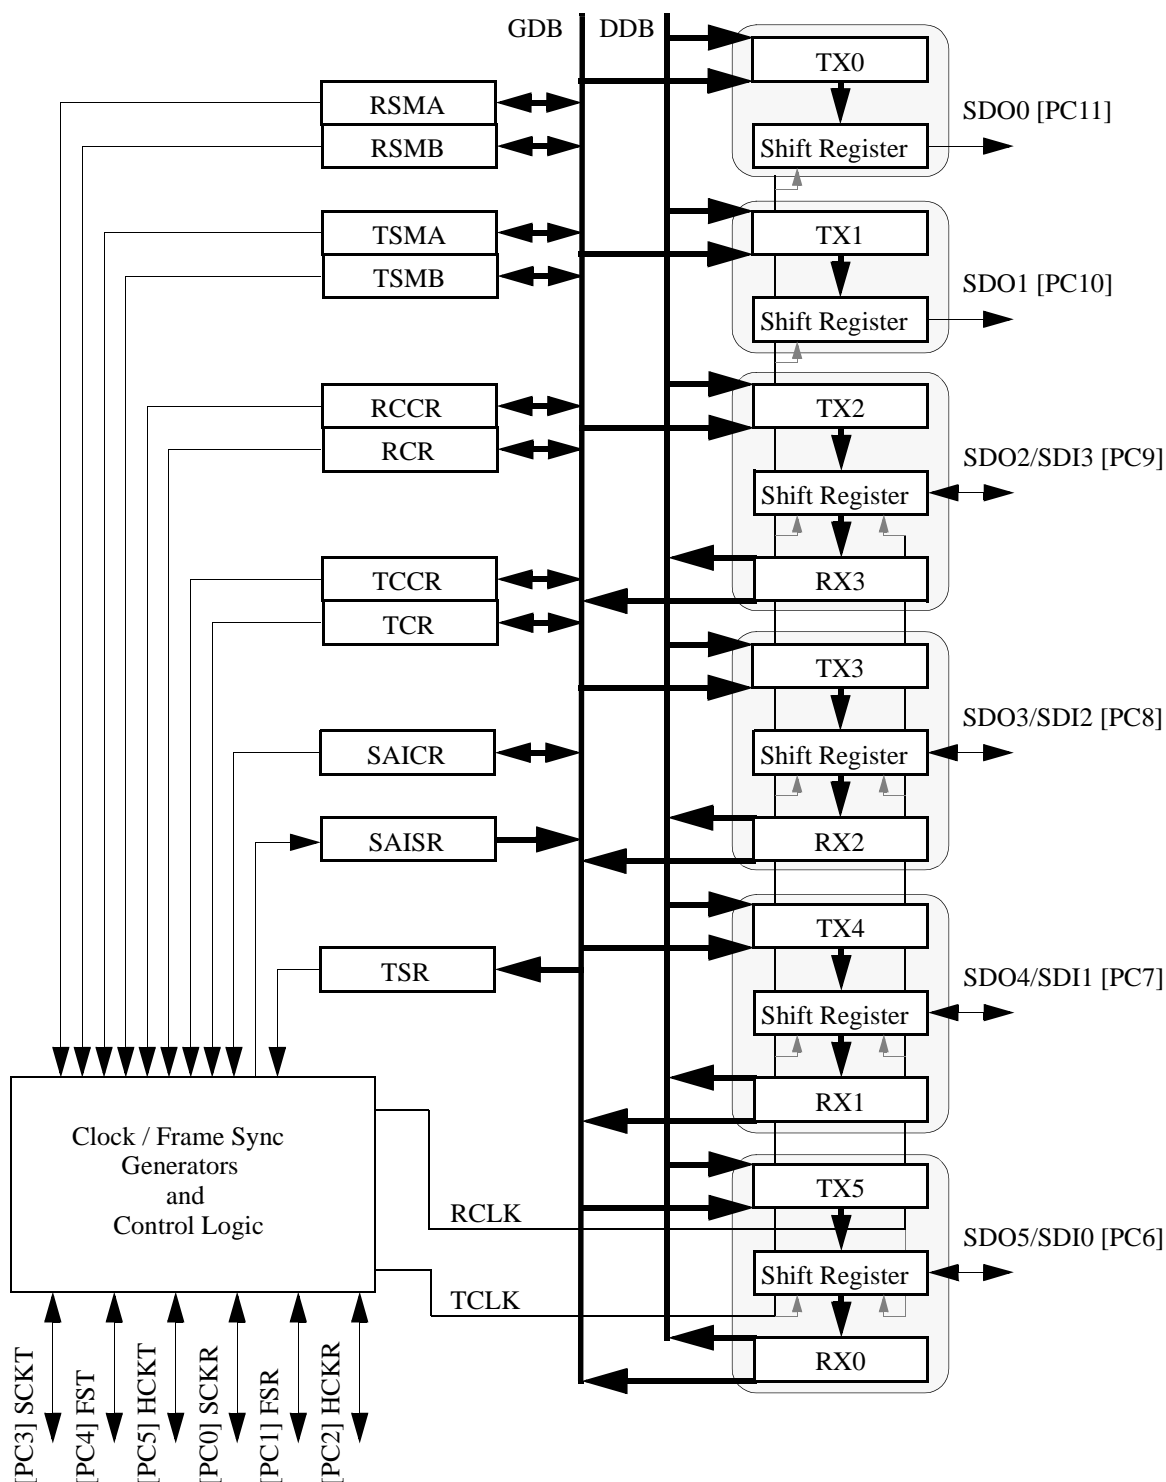 GDB
DDB
TX0
RSMA
SDO0 [PC11]
RSMB
Shift Register
TSMA
TX1
TSMB
SDO1 [PC10]
Shift Register
RCCR
TX2
RCR
SDO2/SDI3 [PC9]
Shift Register
TCCR
RX3
TCR
TX3
SDO3/SDI2 [PC8]
SAICR
Shift Register
SAISR
RX2
TX4
TSR
SDO4/SDI1 [PC7]
Shift Register
RX1
Clock / Frame Sync
Generators
and
Control Logic
TX5
RCLK
SDO5/SDI0 [PC6]
Shift Register
TCLK
RX0
[PC3] SCKT
[PC4] FST
[PC5] HCKT
[PC0] SCKR
[PC1] FSR
[PC2] HCKR